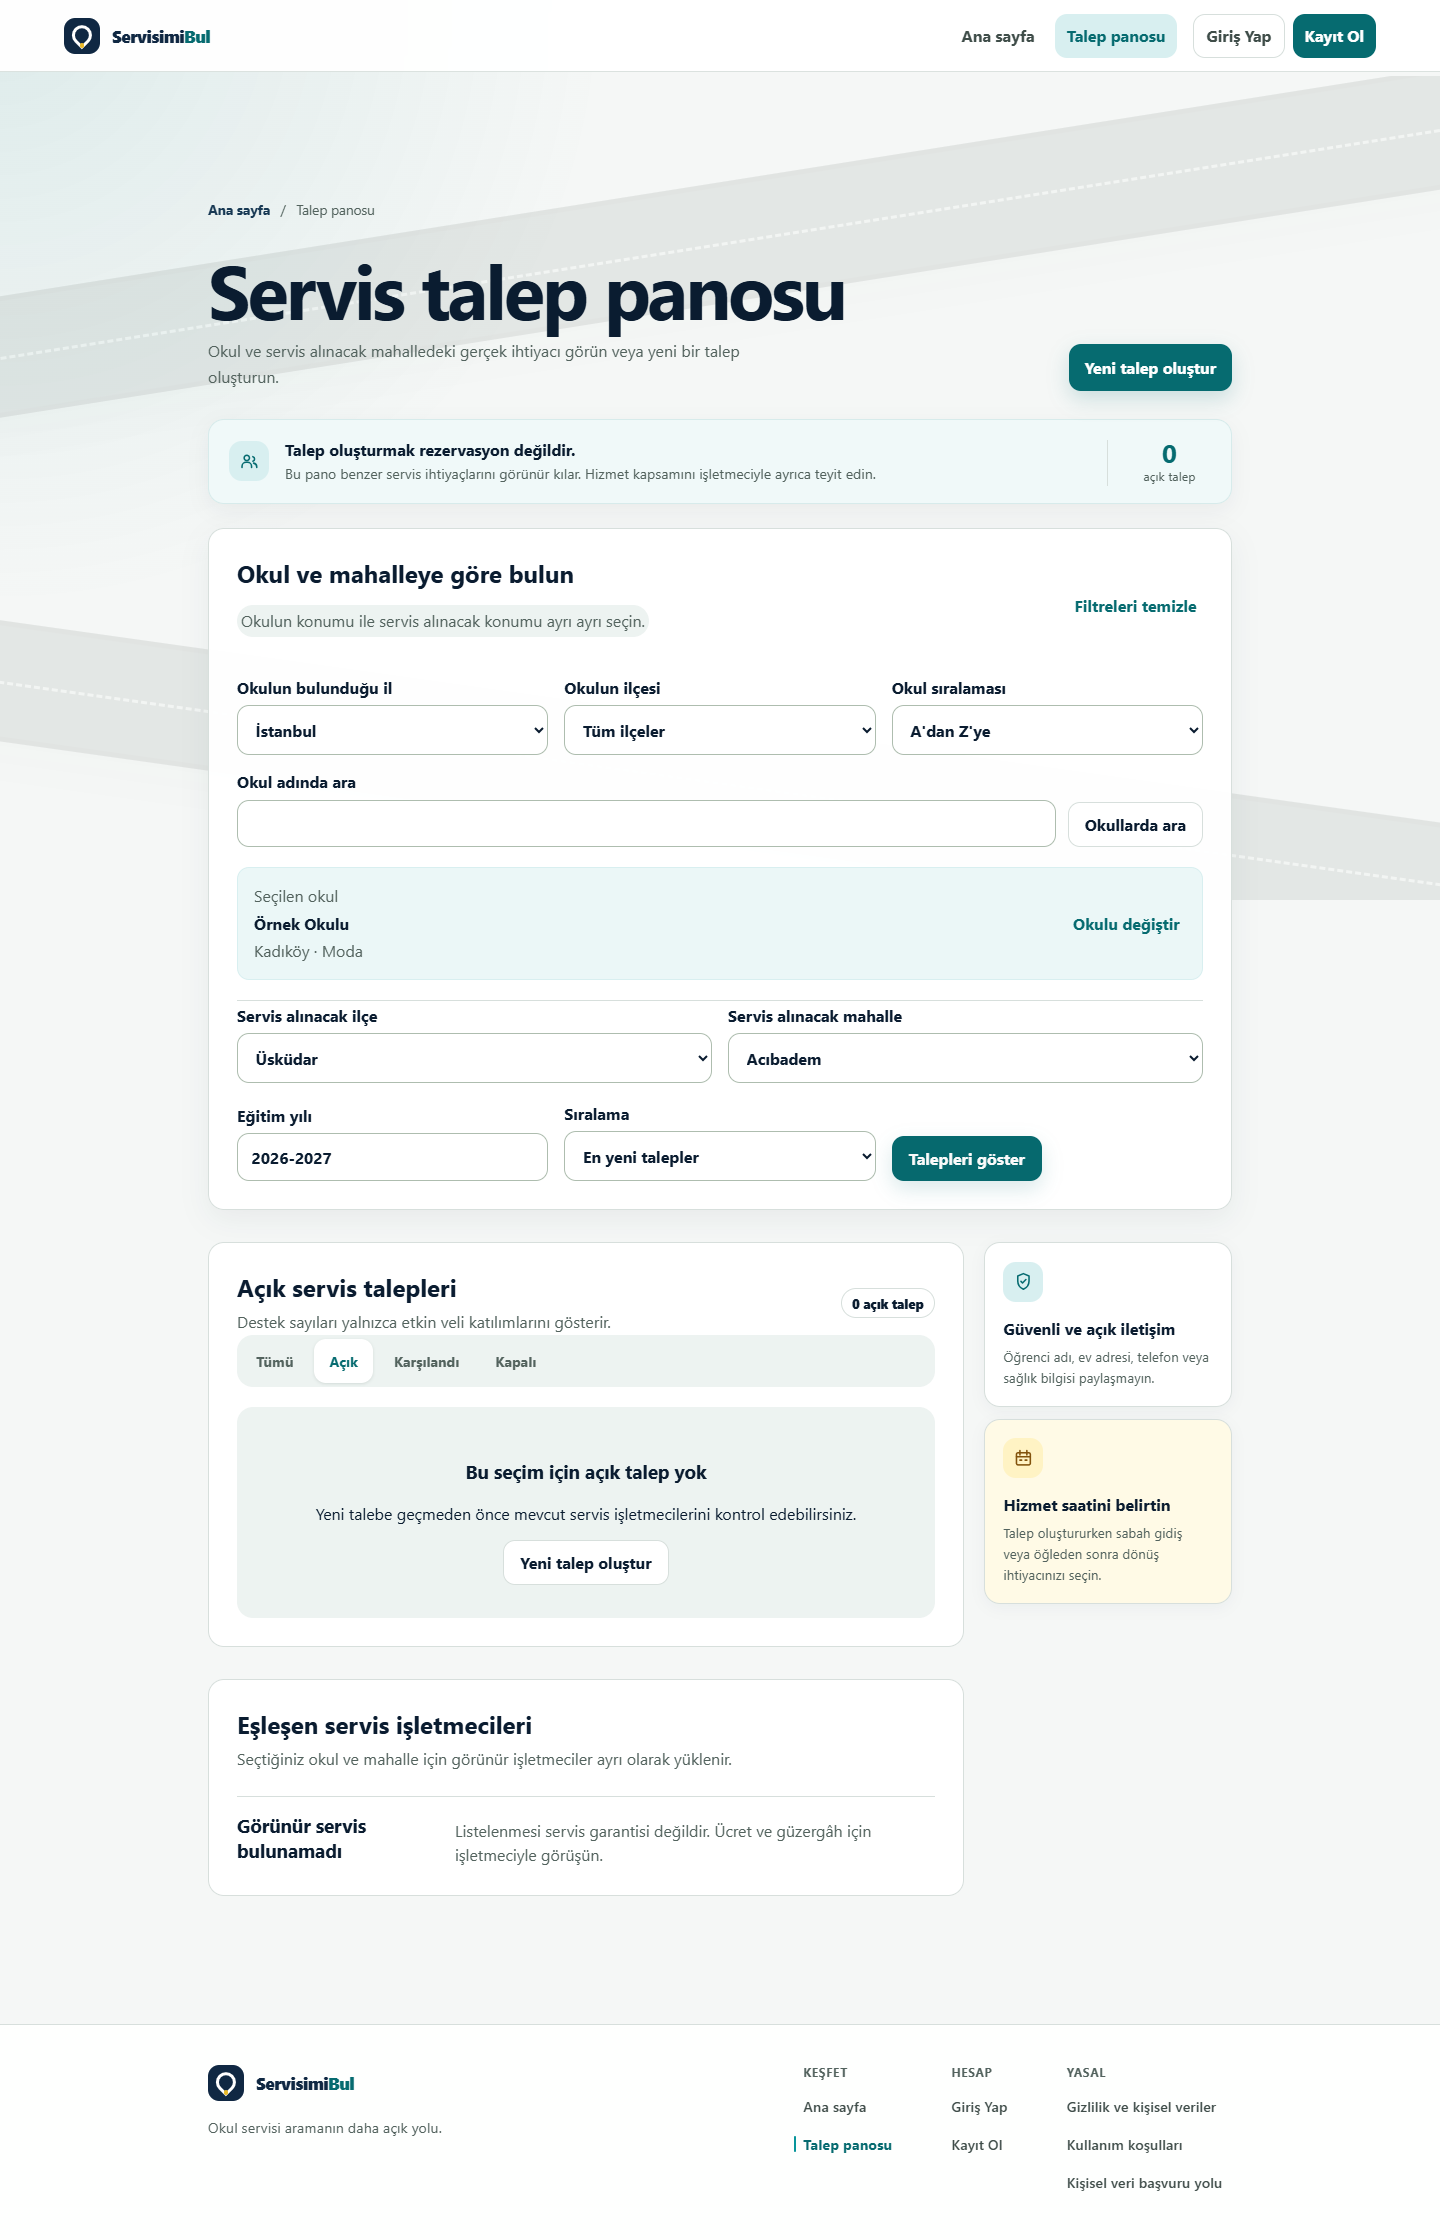 ServisimiBul
Ana sayfa
Talep panosu
Giriş Yap
Kayıt Ol
Ana sayfa / Talep panosu
Servis talep panosu
Okul ve servis alınacak mahalledeki gerçek ihtiyacı görün veya yeni bir talep
oluşturun.
Yeni talep oluştur
Talep oluşturmak rezervasyon değildir.
Bu pano benzer servis ihtiyaçlarını görünür kılar. Hizmet kapsamını işletmeciyle ayrıca teyit edin.
0
açık talep
Okul ve mahalleye göre bulun
Okulun konumu ile servis alınacak konumu ayrı ayrı seçin.
Filtreleri temizle
Okulun bulunduğu il
Okulun ilçesi
Okul sıralaması
İstanbul
Tüm ilçeler
A'dan Z'ye
Okul adında ara
Okullarda ara
Seçilen okul
Örnek Okulu
Kadıköy · Moda
Okulu değiştir
Servis alınacak ilçe
Servis alınacak mahalle
Üsküdar
Acıbadem
Eğitim yılı
Sıralama
2026-2027
En yeni talepler
Talepleri göster
Açık servis talepleri
Destek sayıları yalnızca etkin veli katılımlarını gösterir.
0 açık talep
Tümü
Açık
Karşılandı
Kapalı
Bu seçim için açık talep yok
Yeni talebe geçmeden önce mevcut servis işletmecilerini kontrol edebilirsiniz.
Yeni talep oluştur
Güvenli ve açık iletişim
Öğrenci adı, ev adresi, telefon veya
sağlık bilgisi paylaşmayın.
Hizmet saatini belirtin
Talep oluştururken sabah gidiş
veya öğleden sonra dönüş
ihtiyacınızı seçin.
Eşleşen servis işletmecileri
Seçtiğiniz okul ve mahalle için görünür işletmeciler ayrı olarak yüklenir.
Görünür servis
bulunamadı
Listelenmesi servis garantisi değildir. Ücret ve güzergâh için
işletmeciyle görüşün.
ServisimiBul
Okul servisi aramanın daha açık yolu.
KEŞFET
Ana sayfa
Talep panosu
HESAP
Giriş Yap
Kayıt Ol
YASAL
Gizlilik ve kişisel veriler
Kullanım koşulları
Kişisel veri başvuru yolu